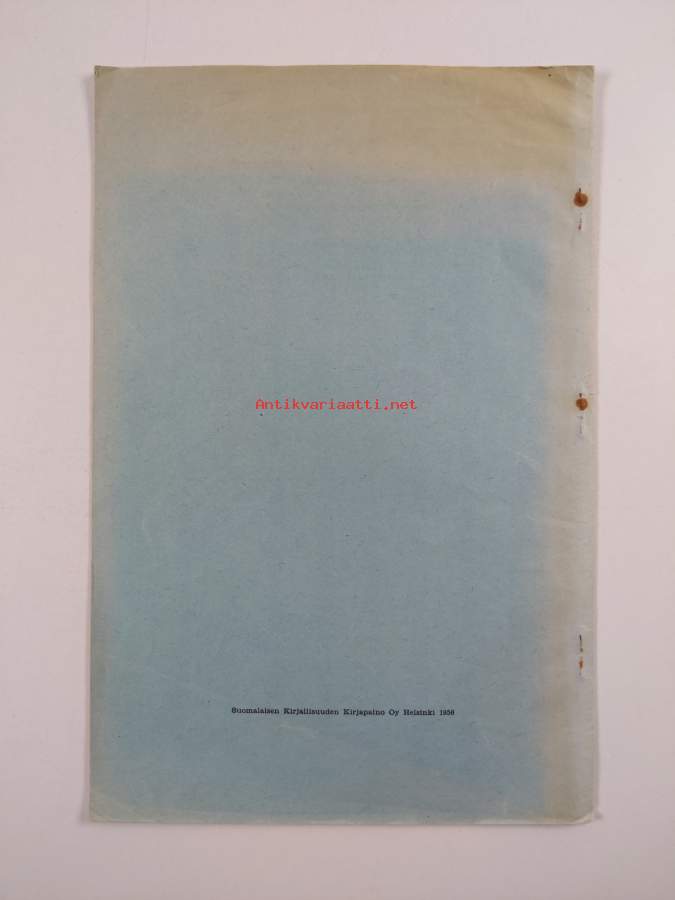 Antikvariaatti.net
Suomalaisen Kirjallisuuden Kirjapaino Oy Helsinki 1958